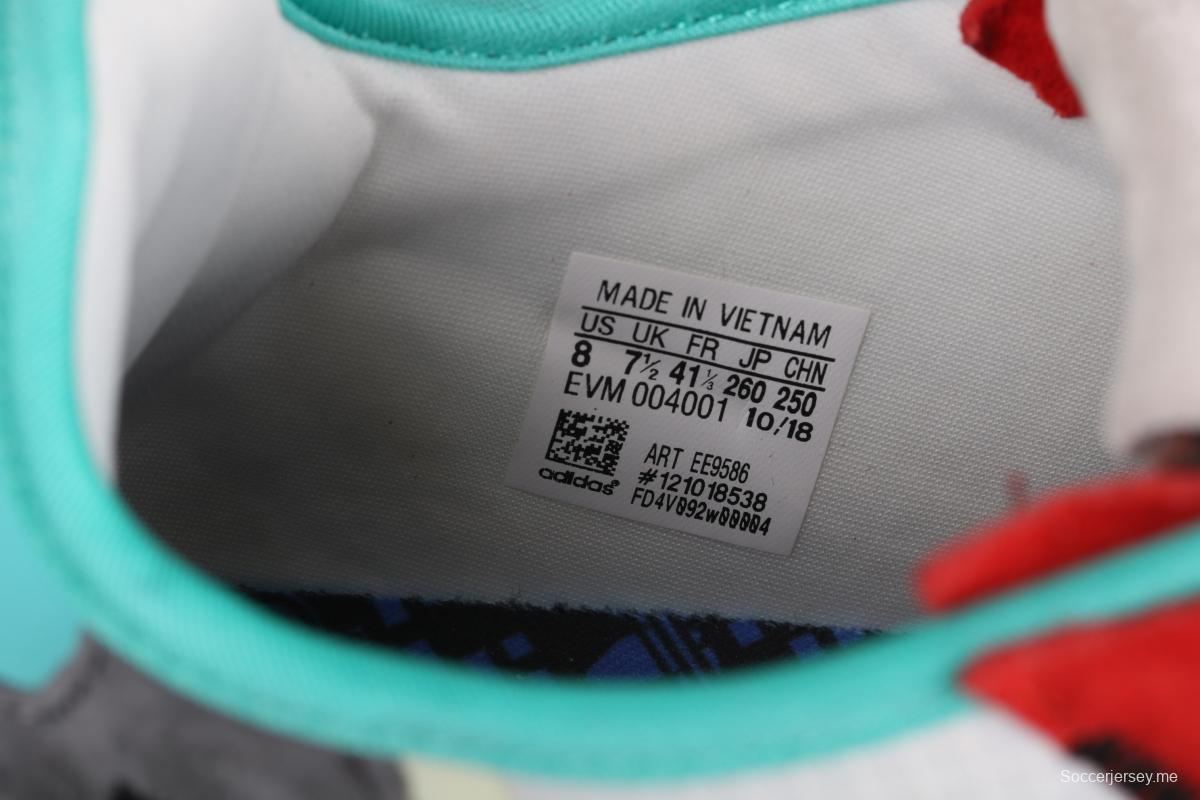 MADE IN VIETNAM
US UK FR JP CHN
8 7½ 41⅓ 260 250
EVM 004001 10/18
adidas®
ART EE9586
#121018538
FD4V092w00004
Soccerjersey.me